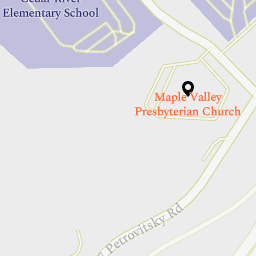 Cedar River
Elementary School
Maple Valley
Presbyterian Church
Petrovitsky Rd